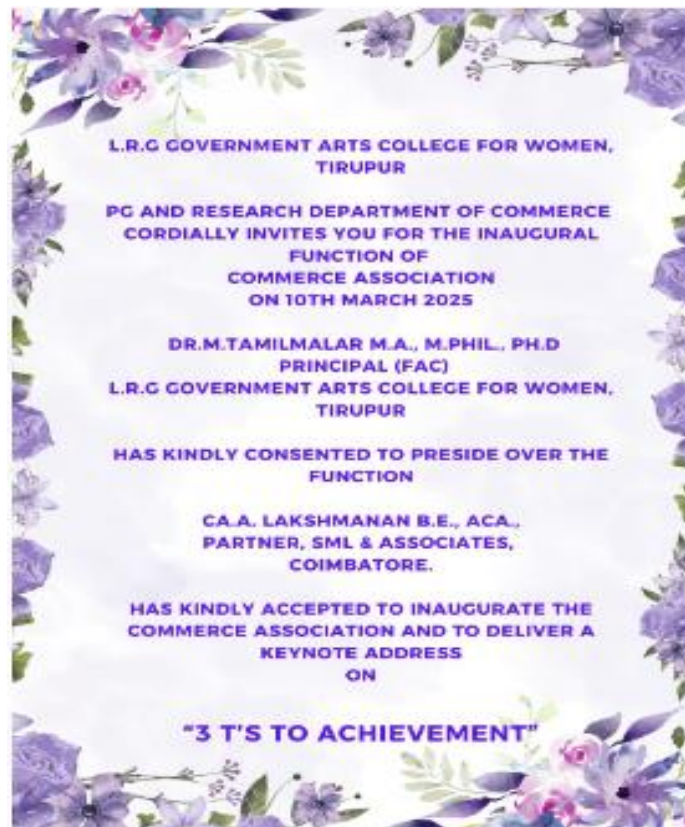 L.R.G GOVERNMENT ARTS COLLEGE FOR WOMEN,
TIRUPUR
PG AND RESEARCH DEPARTMENT OF COMMERCE
CORDIALLY INVITES YOU FOR THE INAUGURAL
FUNCTION OF
COMMERCE ASSOCIATION
ON 10TH MARCH 2025
DR.M.TAMILMALAR M.A., M.PHIL., PH.D
PRINCIPAL (FAC)
L.R.G GOVERNMENT ARTS COLLEGE FOR WOMEN,
TIRUPUR
HAS KINDLY CONSENTED TO PRESIDE OVER THE
FUNCTION
CA.A. LAKSHMANAN B.E., ACA.,
PARTNER, SML & ASSOCIATES,
COIMBATORE.
HAS KINDLY ACCEPTED TO INAUGURATE THE
COMMERCE ASSOCIATION AND TO DELIVER A
KEYNOTE ADDRESS
ON
“3 T'S TO ACHIEVEMENT”